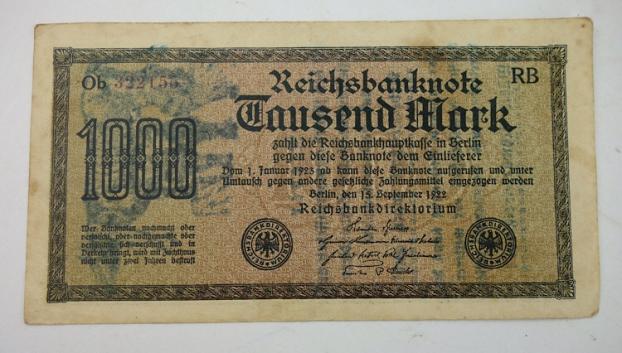 Ob 322155
RB
Reichsbanknote
Tausend Mark
1000
zahlt die Reichsbankhauptkasse in Berlin
gegen diese Banknote dem Einlieferer
Vom 1. Januar 1923 ab kann diese Banknote aufgerufen und unter
Umtausch gegen andere gesetzliche Zahlungsmittel eingezogen werden
Berlin, den 15. September 1922
Reichsbankdirektorium
Wer Banknoten nachmacht oder
verfälscht, oder nachgemachte oder
verfälschte sich verschafft und in
Verkehr bringt, wird mit Zuchthaus
nicht unter zwei Jahren bestraft